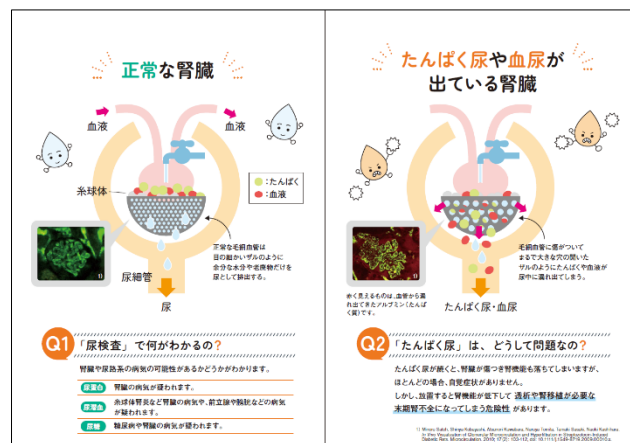 正常な腎臓
血液
血液
糸球体
：たんぱく
：血液
正常な毛細血管は
目の細かいザルのように
余分な水分や老廃物だけを
尿として排出する。
1)
尿細管
尿
Q1 「尿検査」で何がわかるの？
腎臓や尿路系の病気の可能性があるかどうかがわかります。
尿蛋白 腎臓の病気が疑われます。
尿潜血 糸球体腎炎など腎臓の病気や、前立腺や膀胱などの病気
が疑われます。
尿糖 糖尿病や腎臓の病気が疑われます。
たんぱく尿や血尿が
出ている腎臓
毛細血管に傷がついて
まるで大きな穴の開いた
ザルのようにたんぱくや血液が
尿中に漏れ出てしまう。
1)
赤く見えるものは、血管から漏
れ出てきたアルブミン（たんぱ
く質）です。
たんぱく尿・血尿
Q2 「たんぱく尿」は、どうして問題なの？
たんぱく尿が続くと、腎臓が傷つき腎機能も落ちてしまいますが、
ほとんどの場合、自覚症状がありません。
しかし、放置すると腎機能が低下して透析や腎移植が必要な
末期腎不全になってしまう危険性があります。